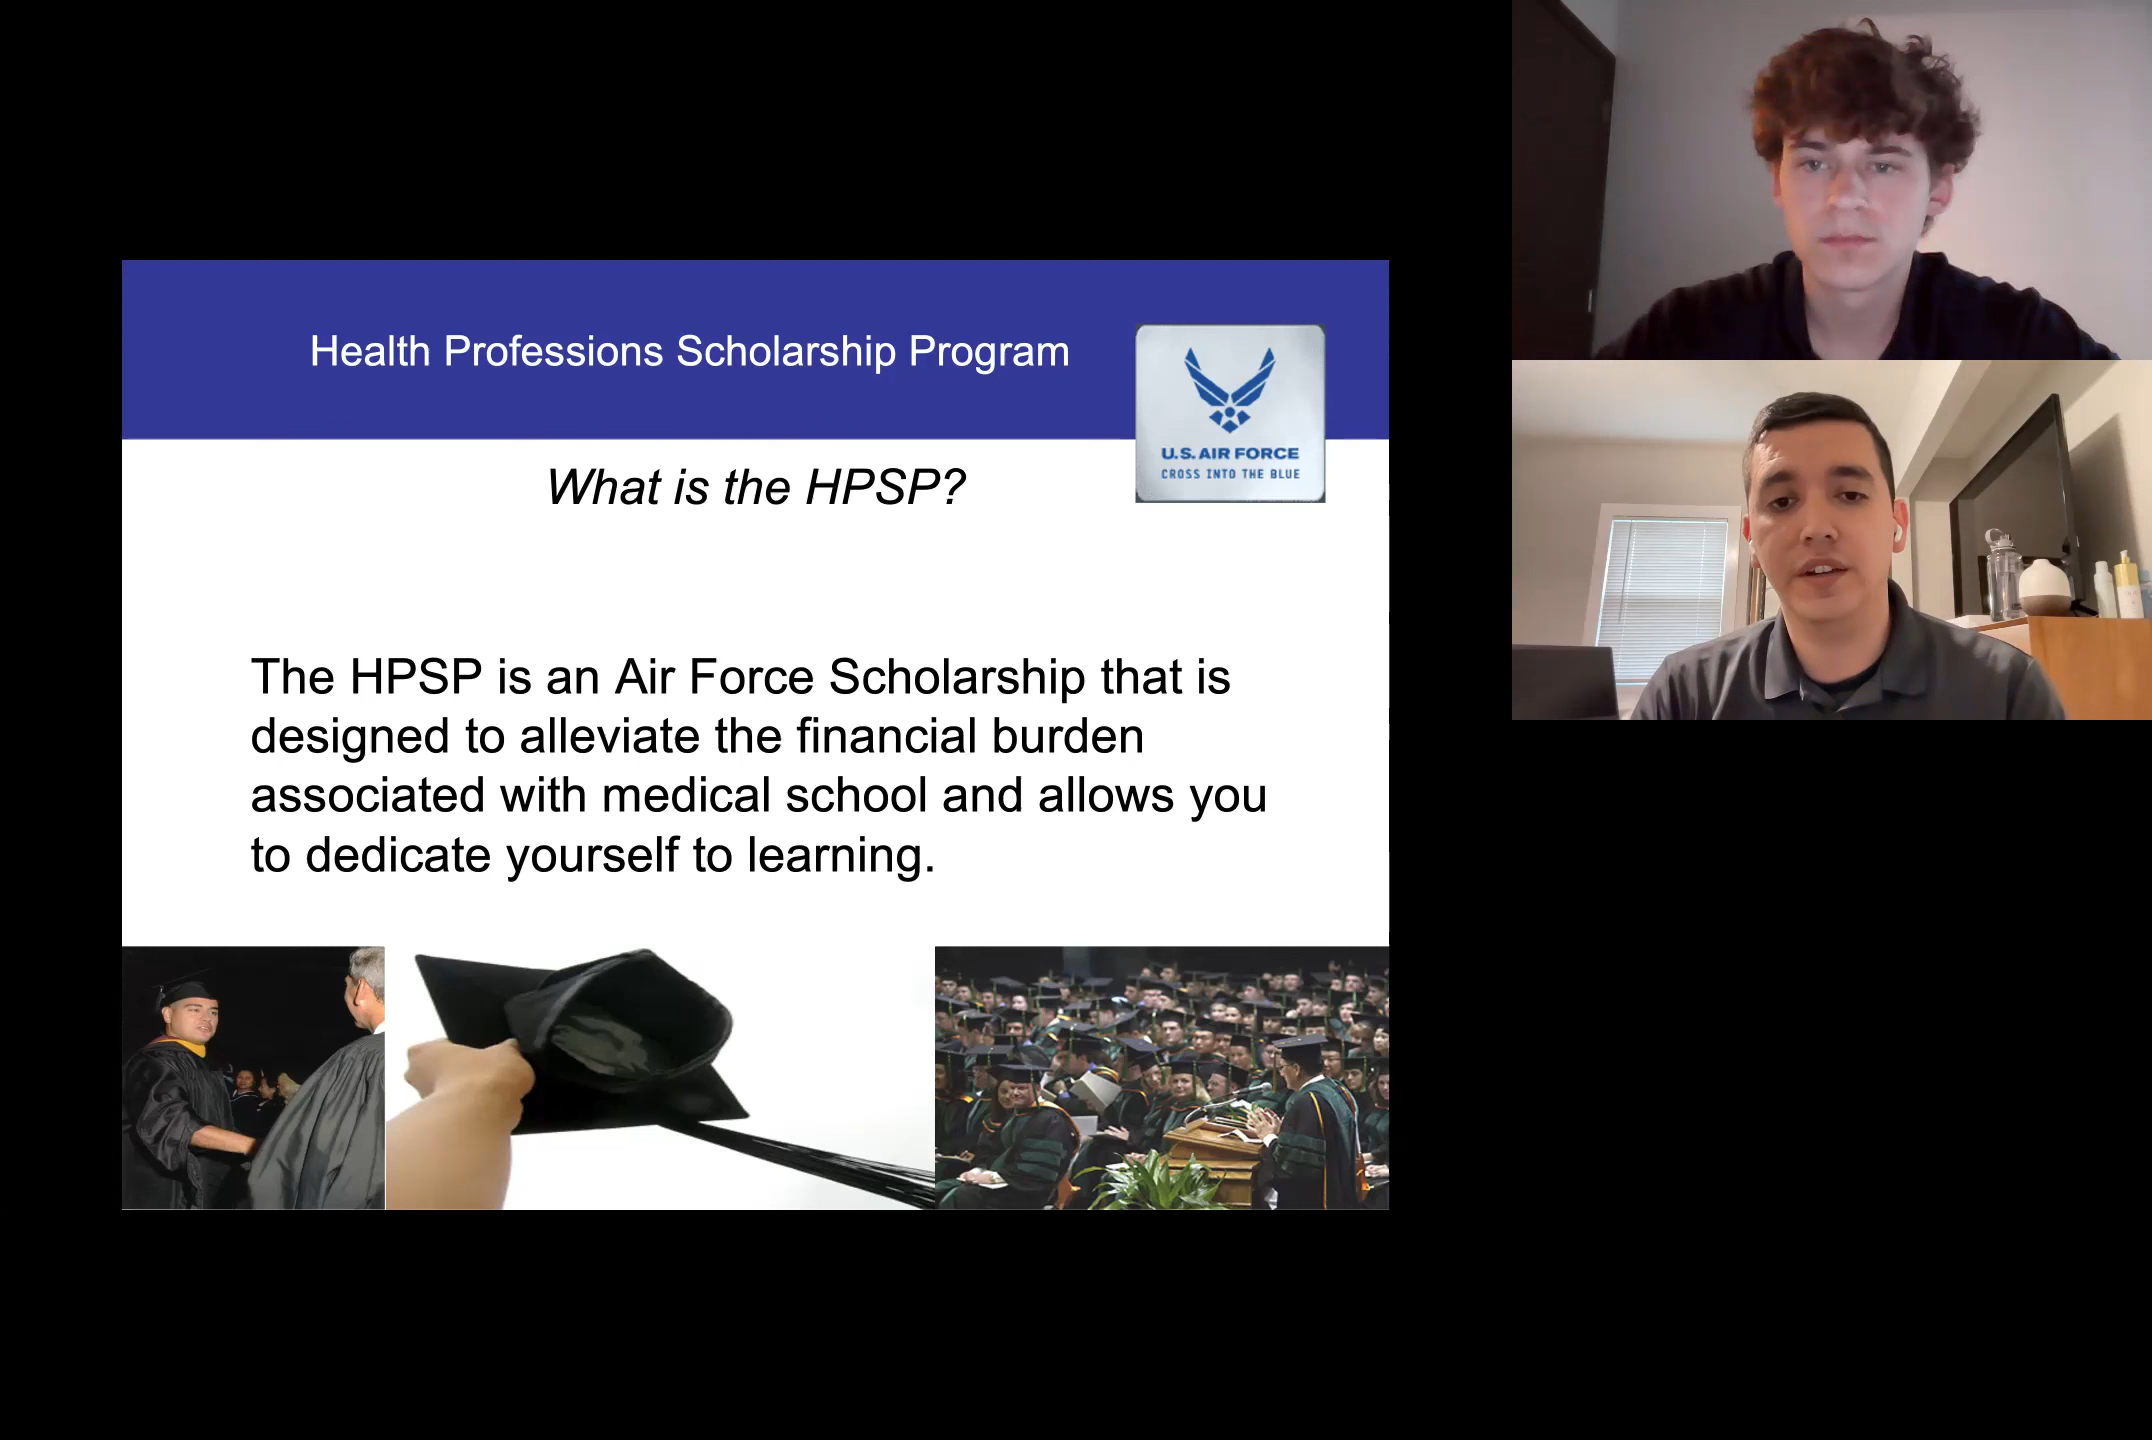 Health Professions Scholarship Program
U.S. AIR FORCE
CROSS INTO THE BLUE
What is the HPSP?
The HPSP is an Air Force Scholarship that is
designed to alleviate the financial burden
associated with medical school and allows you
to dedicate yourself to learning.